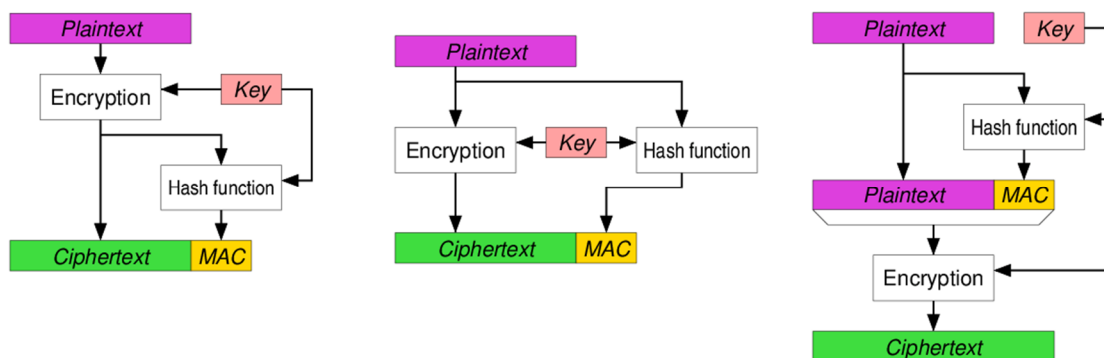 Plaintext
Encryption
Key
Hash function
Ciphertext
MAC
Plaintext
Encryption
Key
Hash function
Ciphertext
MAC
Plaintext
Key
Hash function
Plaintext
MAC
Encryption
Ciphertext